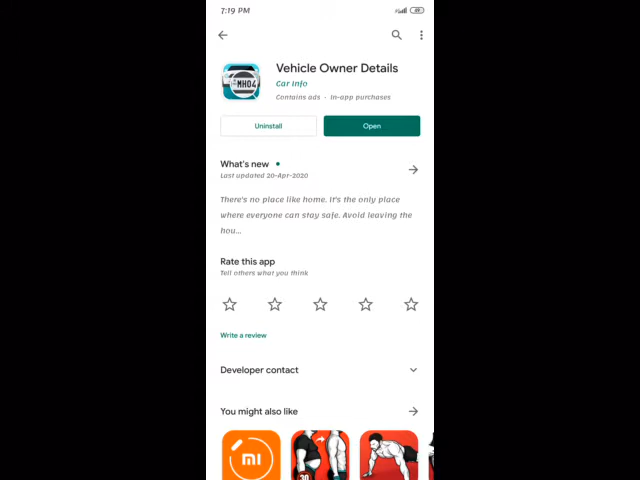 7:19 PM
49
Vehicle Owner Details
Car Info
Contains ads · In-app purchases
MH04
Uninstall
Open
What's new
Last updated 20-Apr-2020
There's no place like home. It's the only place
where everyone can stay safe. Avoid leaving the
hou...
Rate this app
Tell others what you think
Write a review
Developer contact
You might also like
mi
30